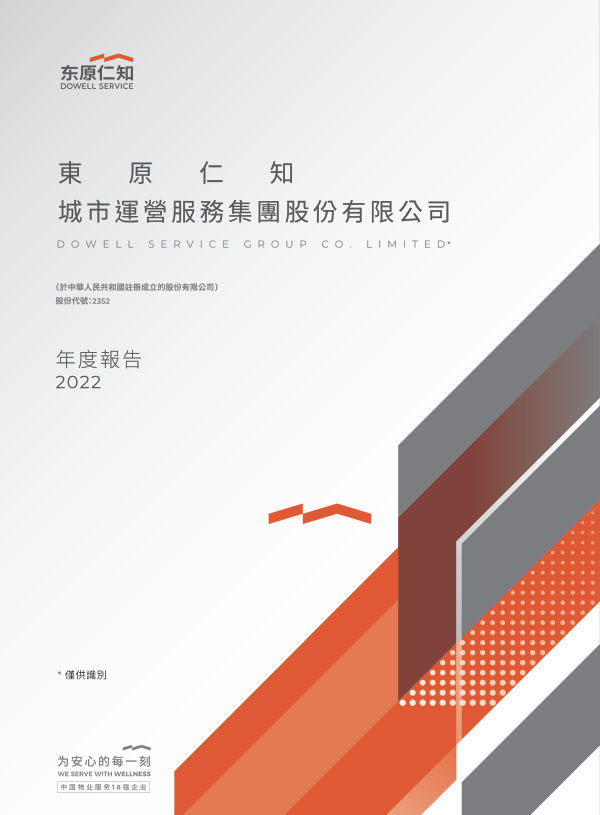 东原仁知
DOWELL SERVICE
東原仁知
城市運營服務集團股份有限公司
DOWELL SERVICE GROUP CO. LIMITED*
(於中華人民共和國註冊成立的股份有限公司)
股份代號:2352
年度報告
2022
* 僅供識別
为安心的每一刻
WE SERVE WITH WELLNESS
中国物业服务18强企业